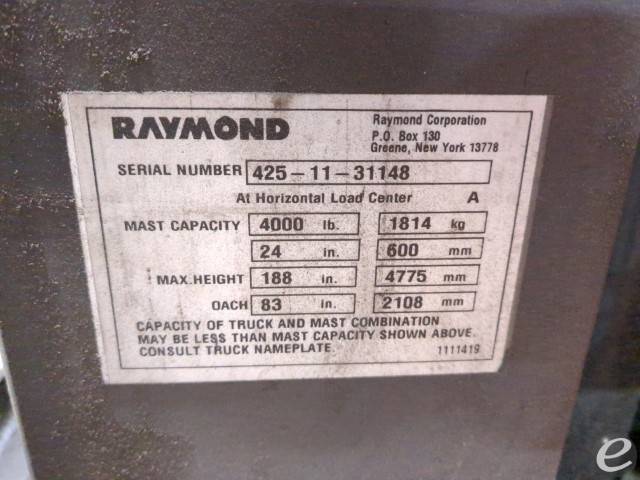 RAYMOND
Raymond Corporation
P.O. Box 130
Greene, New York 13778
SERIAL NUMBER 425-11-31148
At Horizontal Load Center A
MAST CAPACITY 4000 lb. 1814 kg
24 in. 600 mm
MAX.HEIGHT 188 in. 4775 mm
OACH 83 in. 2108 mm
CAPACITY OF TRUCK AND MAST COMBINATION
MAY BE LESS THAN MAST CAPACITY SHOWN ABOVE.
CONSULT TRUCK NAMEPLATE. 1111419
e